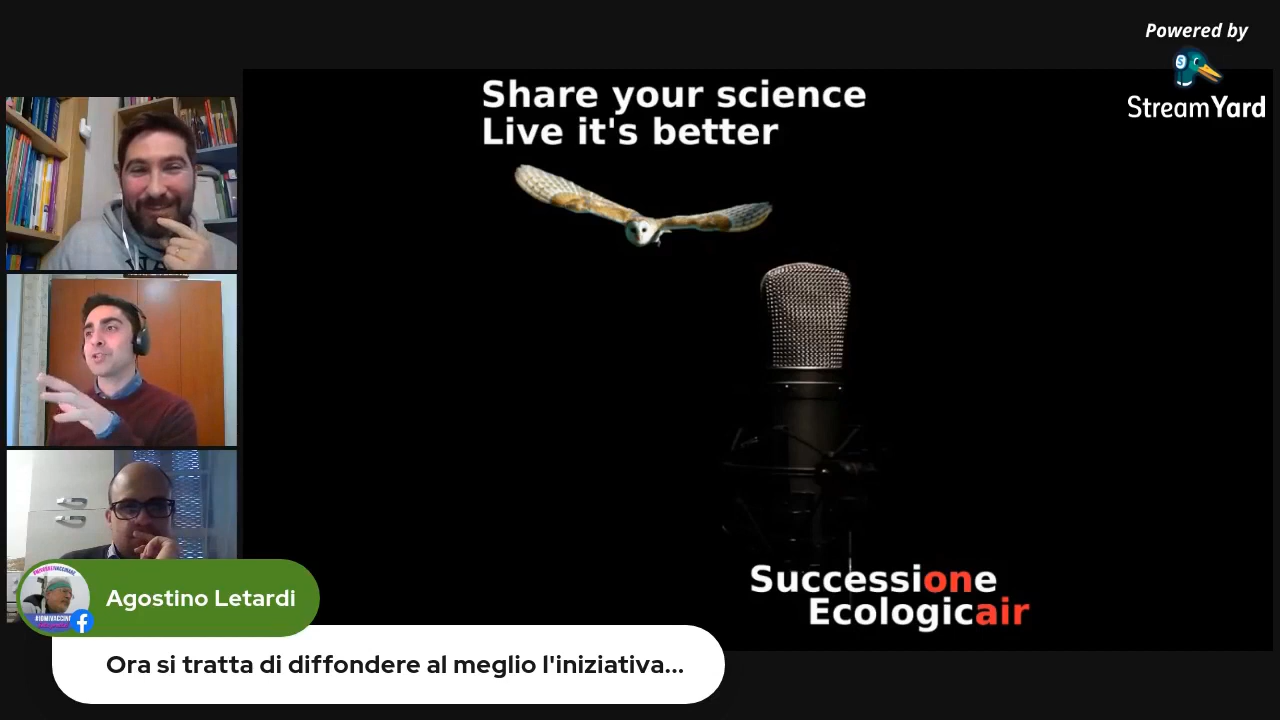 Powered by
StreamYard
Share your science
Live it's better
Successione
Ecologicair
Agostino Letardi
Ora si tratta di diffondere al meglio l'iniziativa...